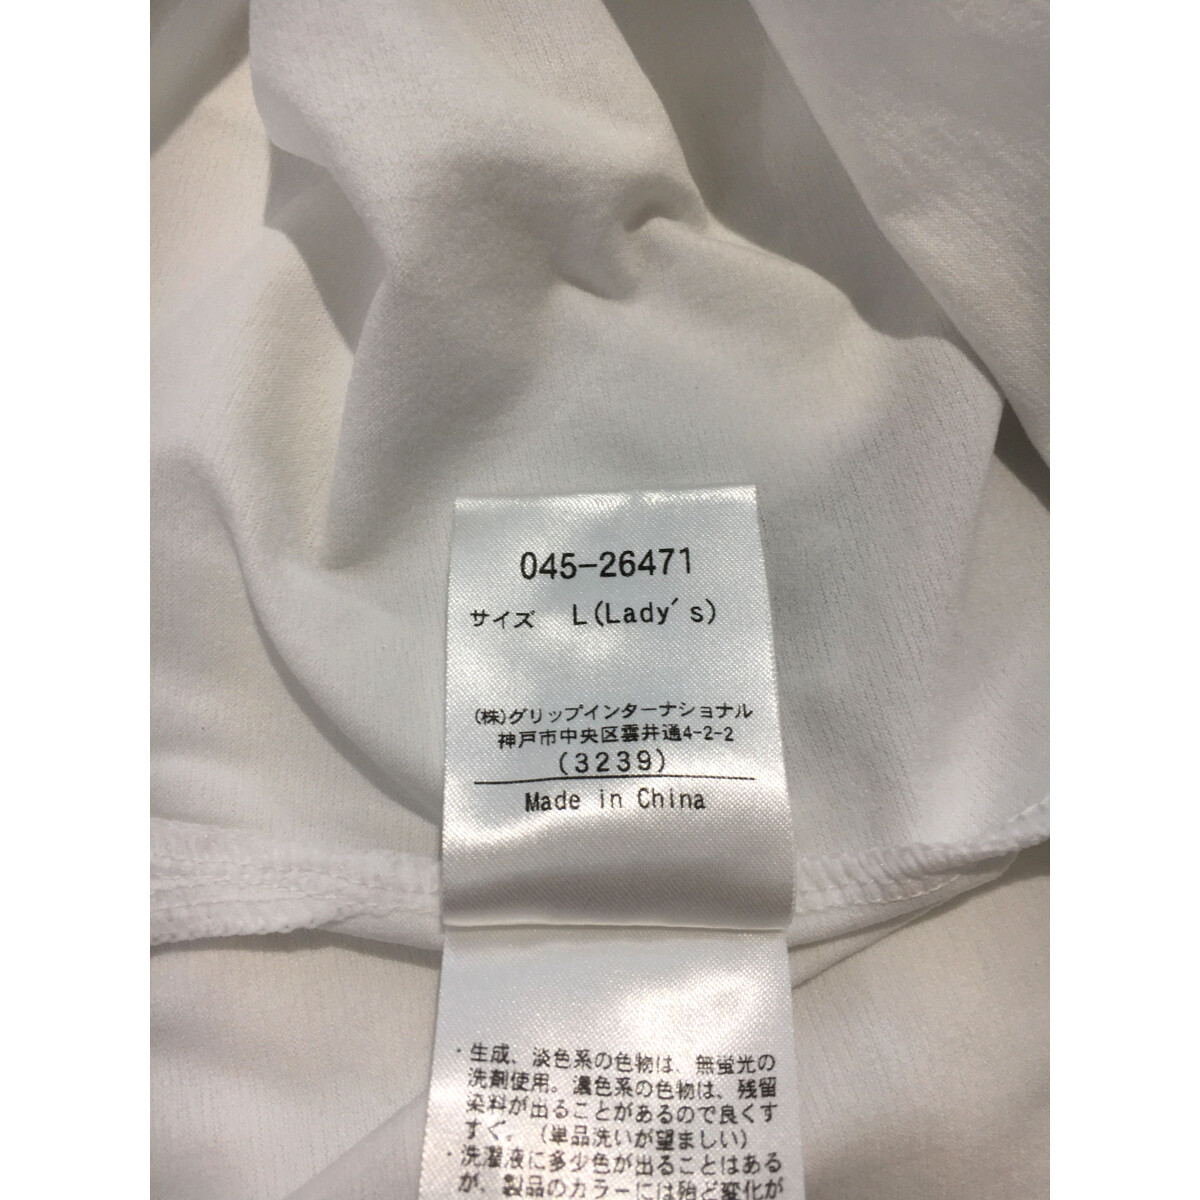 045-26471
サイズ L(Lady's)
(株)グリップインターナショナル
神戸市中央区雲井通4-2-2
(3239)
Made in China
・生成、淡色系の色物は、無蛍光の
洗剤使用。濃色系の色物は、残留
染料が出ることがあるので良くす
すぐ。(単品洗いが望ましい)
・洗濯液に多少色が出ることはある
が、製品のカラーには殆ど変化が